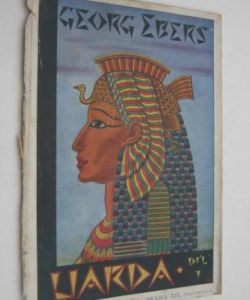 GEORG EBERS
UARDA · DÍL
I